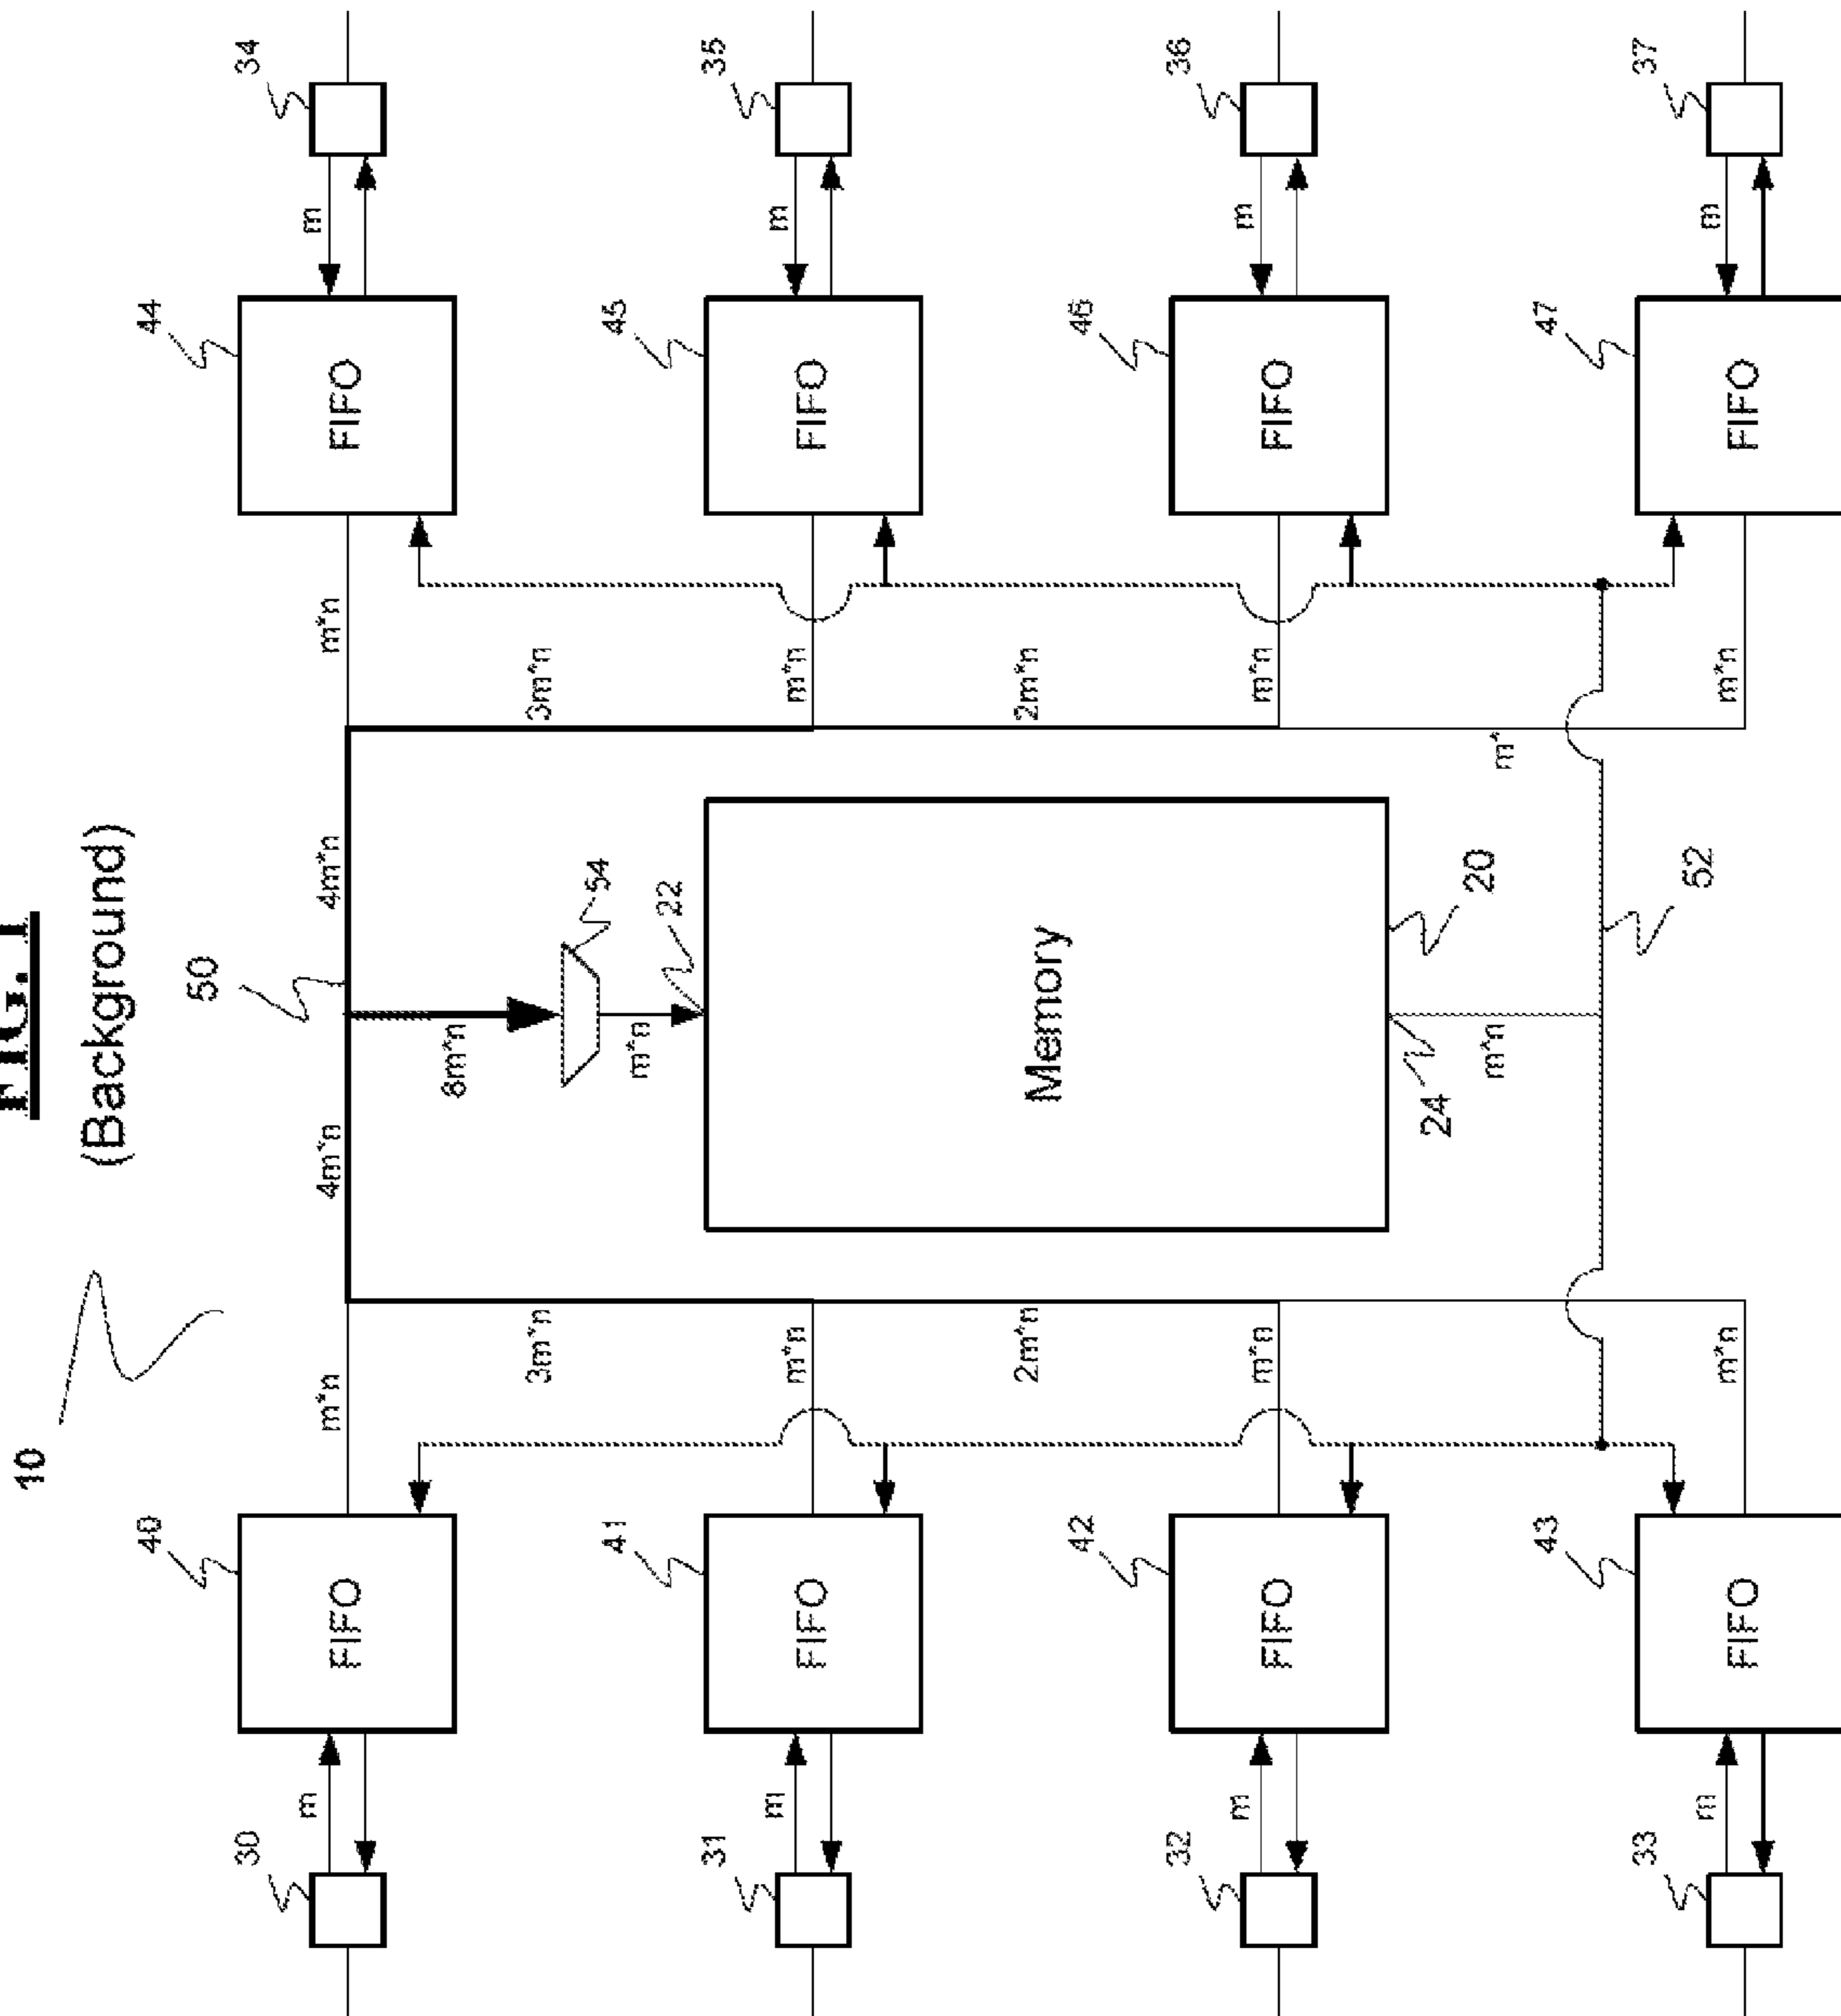 FIG. 1
(Background)
10
50
30
m
FIFO
40
m*n
4m*n
4m*n
m*n
44
FIFO
m
34
8m*n
54
m*n
22
3m*n
3m*n
31
m
FIFO
41
m*n
m*n
45
FIFO
m
35
Memory
20
2m*n
2m*n
32
m
FIFO
42
m*n
m*n
46
FIFO
m
36
24
m*n
m*
52
33
m
FIFO
43
m*n
m*n
47
FIFO
m
37